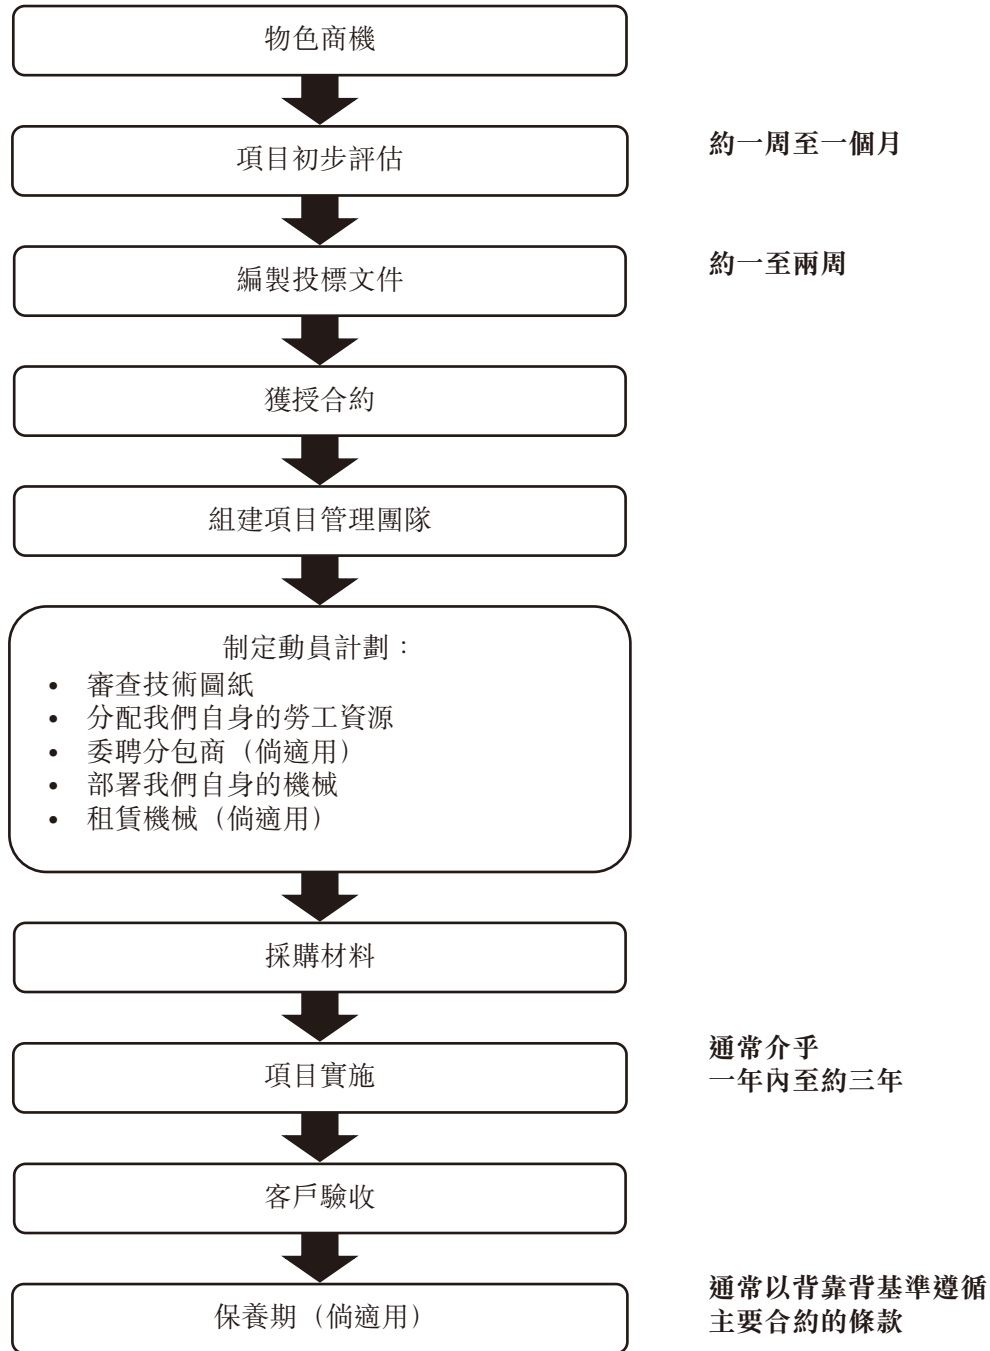 物色商機
項目初步評估
約一周至一個月
編製投標文件
約一至兩周
獲授合約
組建項目管理團隊
制定動員計劃：
• 審查技術圖紙
• 分配我們自身的勞工資源
• 委聘分包商（倘適用）
• 部署我們自身的機械
• 租賃機械（倘適用）
採購材料
項目實施
通常介乎
一年內至約三年
客戶驗收
保養期（倘適用）
通常以背靠背基準遵循
主要合約的條款